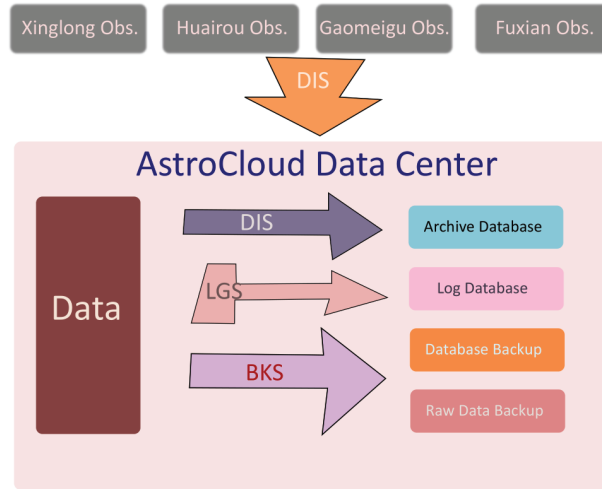 Xinglong Obs.
Huairou Obs.
Gaomeigu Obs.
Fuxian Obs.
DIS
AstroCloud Data Center
Data
DIS
Archive Database
LGS
Log Database
Database Backup
BKS
Raw Data Backup